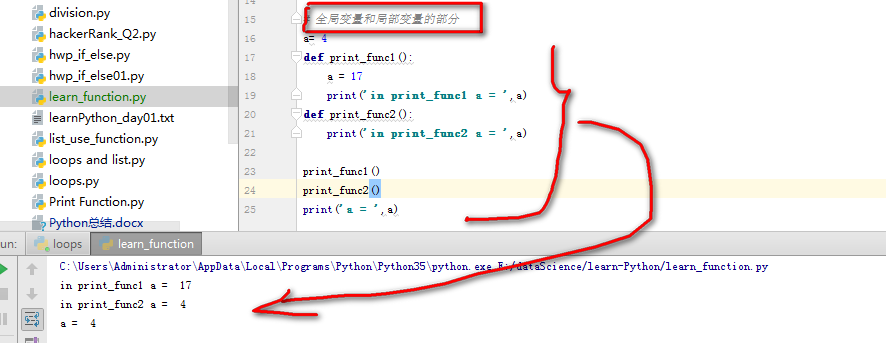 division.py
hackerRank_Q2.py
hwp_if_else.py
hwp_if_else01.py
learn_function.py
learnPython_day01.txt
list_use_function.py
loops and list.py
loops.py
Print Function.py
Python总结.docx
14
15 # 全局变量和局部变量的部分
16 a= 4
17 def print_func1():
18 a = 17
19 print('in print_func1 a = ',a)
20 def print_func2():
21 print('in print_func2 a = ',a)
22
23 print_func1()
24 print_func2()
25 print('a = ',a)
un: loops learn_function
C:\Users\Administrator\AppData\Local\Programs\Python\Python35\python.exe E:/dataScience/learn-Python/learn_function.py
in print_func1 a =  17
in print_func2 a =  4
a =  4